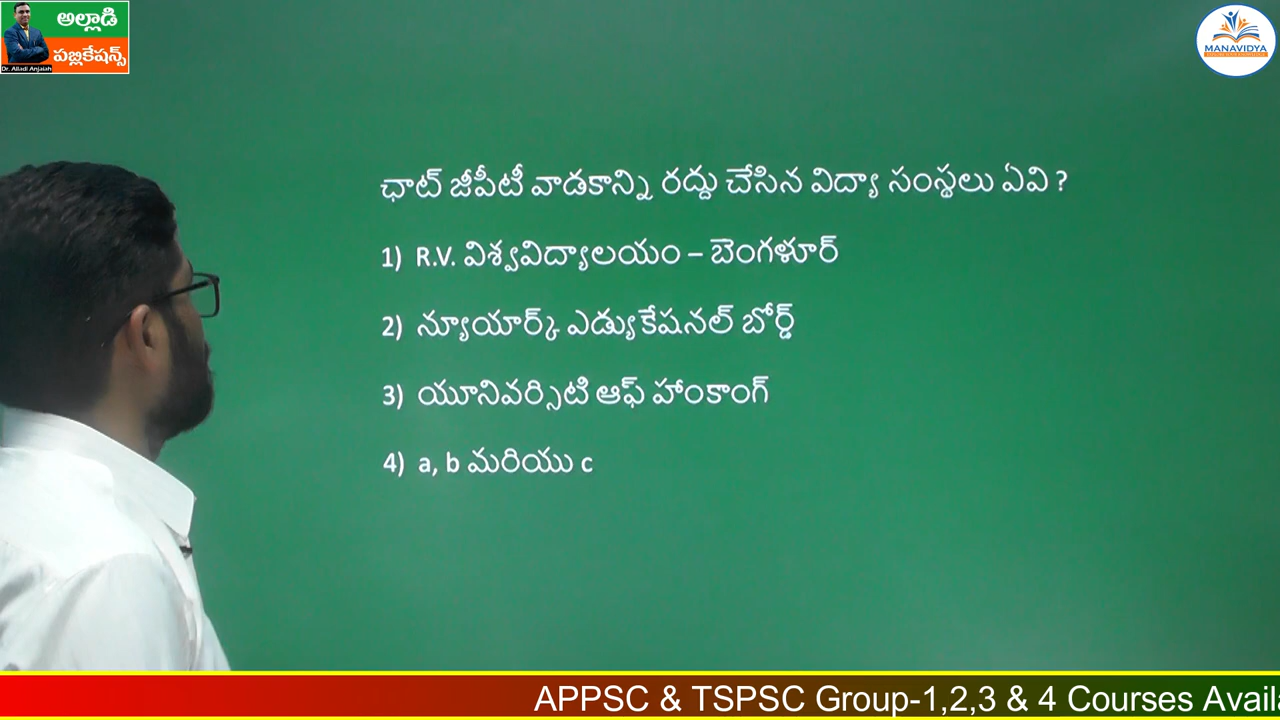 అల్లాడి
పబ్లికేషన్స్
Dr. Alladi Anjaiah
MANAVIDYA
ఛాట్ జీపీటీ వాడకాన్ని రద్దు చేసిన విద్యా సంస్థలు ఏవి ?
1) R.V. విశ్వవిద్యాలయం – బెంగళూర్
2) న్యూయార్క్ ఎడ్యుకేషనల్ బోర్డ్
3) యూనివర్సిటి ఆఫ్ హాంకాంగ్
4) a, b మరియు c
APPSC & TSPSC Group-1,2,3 & 4 Courses Availa